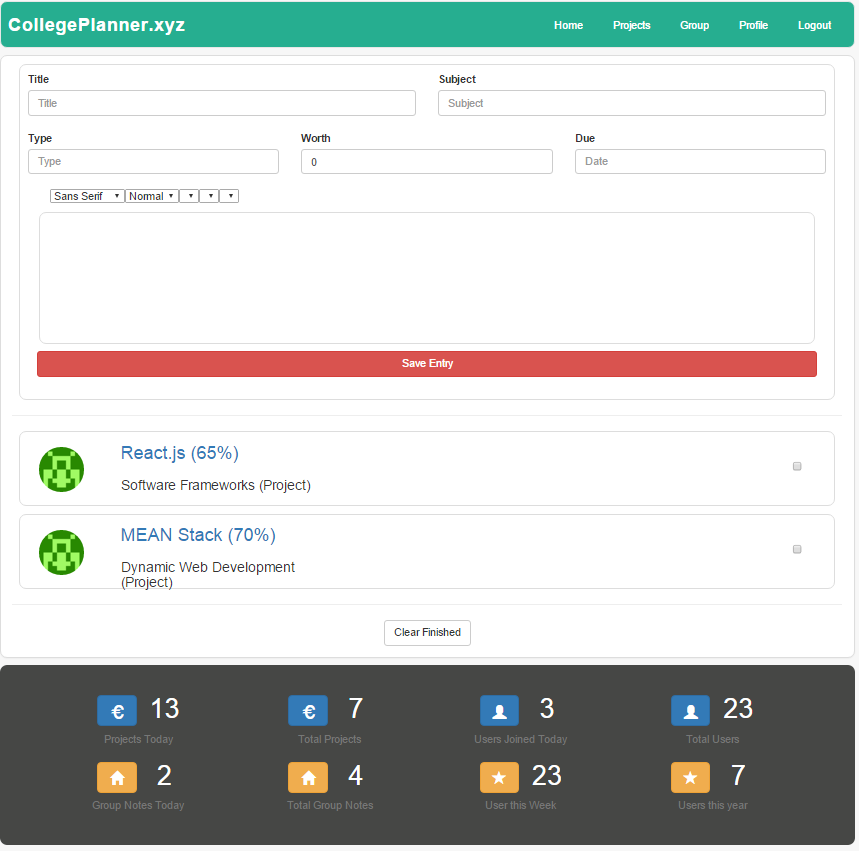 CollegePlanner.xyz Home Projects Group Profile Logout
Title Subject
Title Subject
Type Worth Due
Type 0 Date
Sans Serif Normal
Save Entry
React.js (65%)
Software Frameworks (Project)
MEAN Stack (70%)
Dynamic Web Development
(Project)
Clear Finished
€ 13 € 7 3 23
Projects Today Total Projects Users Joined Today Total Users
2 4 23 7
Group Notes Today Total Group Notes User this Week Users this year